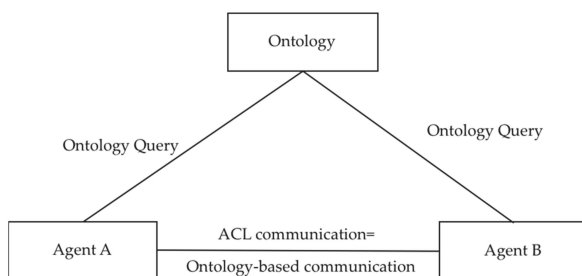 Ontology
Ontology Query
Ontology Query
ACL communication=
Agent A
Agent B
Ontology-based communication